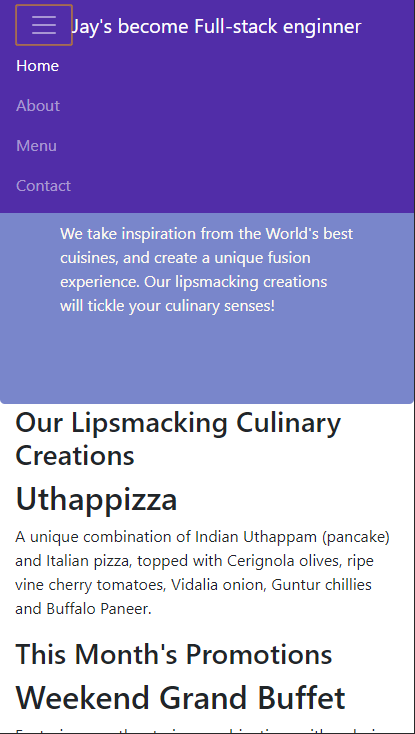 Jay's become Full-stack enginner
Home
About
Menu
Contact
We take inspiration from the World's best
cuisines, and create a unique fusion
experience. Our lipsmacking creations
will tickle your culinary senses!
Our Lipsmacking Culinary
Creations
Uthappizza
A unique combination of Indian Uthappam (pancake)
and Italian pizza, topped with Cerignola olives, ripe
vine cherry tomatoes, Vidalia onion, Guntur chillies
and Buffalo Paneer.
This Month's Promotions
Weekend Grand Buffet